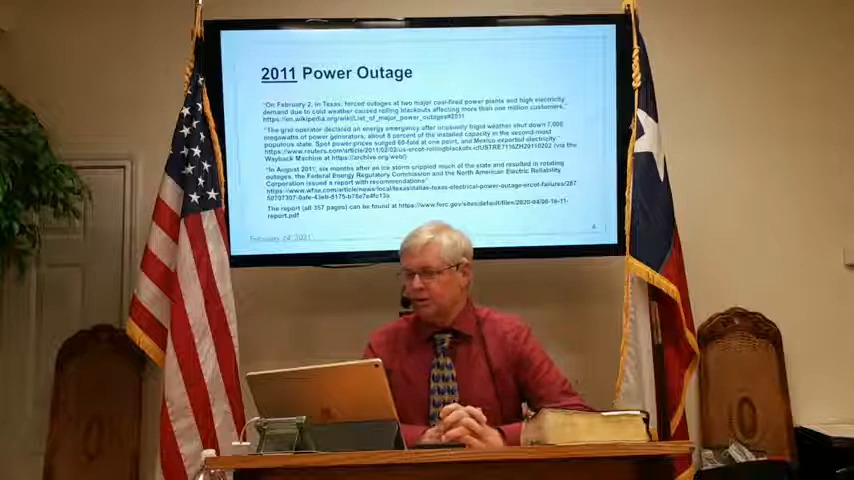 2011 Power Outage
"On February 2, in Texas, forced outages at two major coal-fired power plants and high electricity
demand due to cold weather caused rolling blackouts affecting more than one million customers."
https://en.wikipedia.org/wiki/List_of_major_power_outages#2011
"The grid operator declared an energy emergency after unusually frigid weather shut down 7,000
megawatts of power generators, about 8 percent of the installed capacity in the second-most
populous state. Spot power prices surged 60-fold at one point, and Mexico exported electricity."
(via the
Wayback Machine at https://archive.org/web/)
"In August 2011, six months after an ice storm crippled much of the state and resulted in rotating
outages, the Federal Energy Regulatory Commission and the North American Electric Reliability
Corporation issued a report with recommendations"
The report (all 357 pages) can be found at
report.pdf
February 24, 2021
4